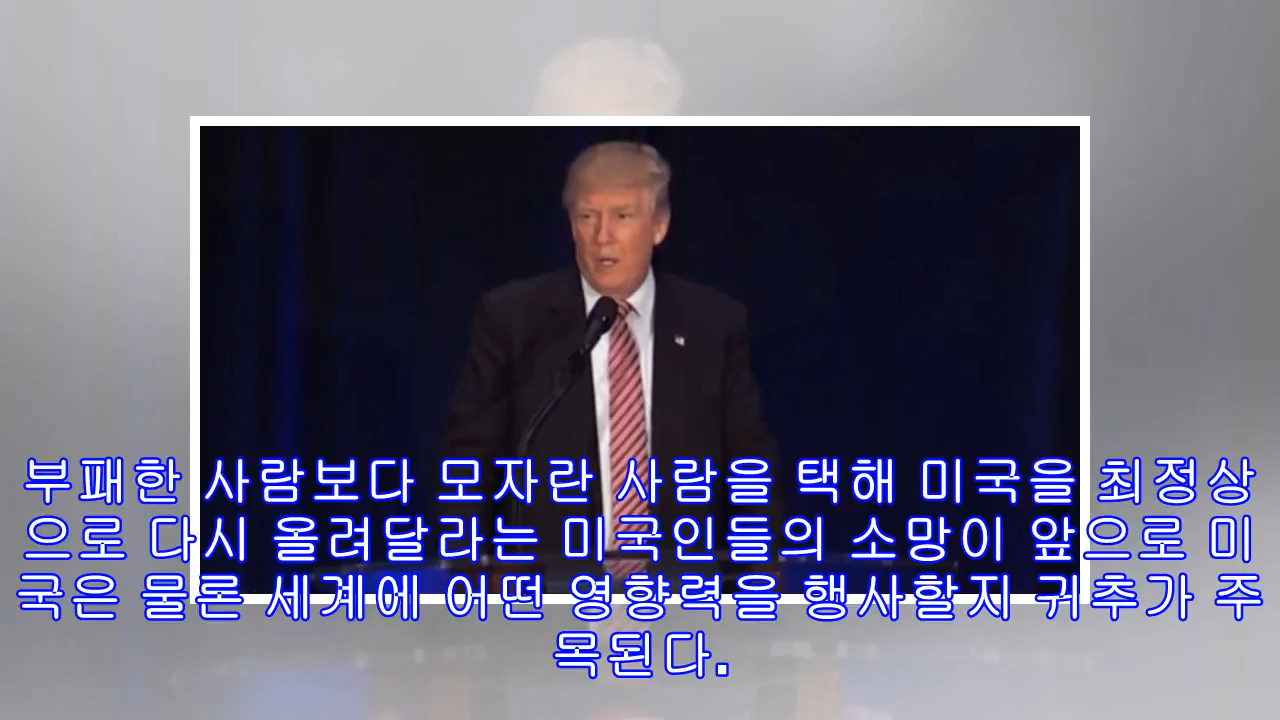 부패한 사람보다 모자란 사람을 택해 미국을 최정상
으로 다시 올려달라는 미국인들의 소망이 앞으로 미
국은 물론 세계에 어떤 영향력을 행사할지 귀추가 주
목된다.